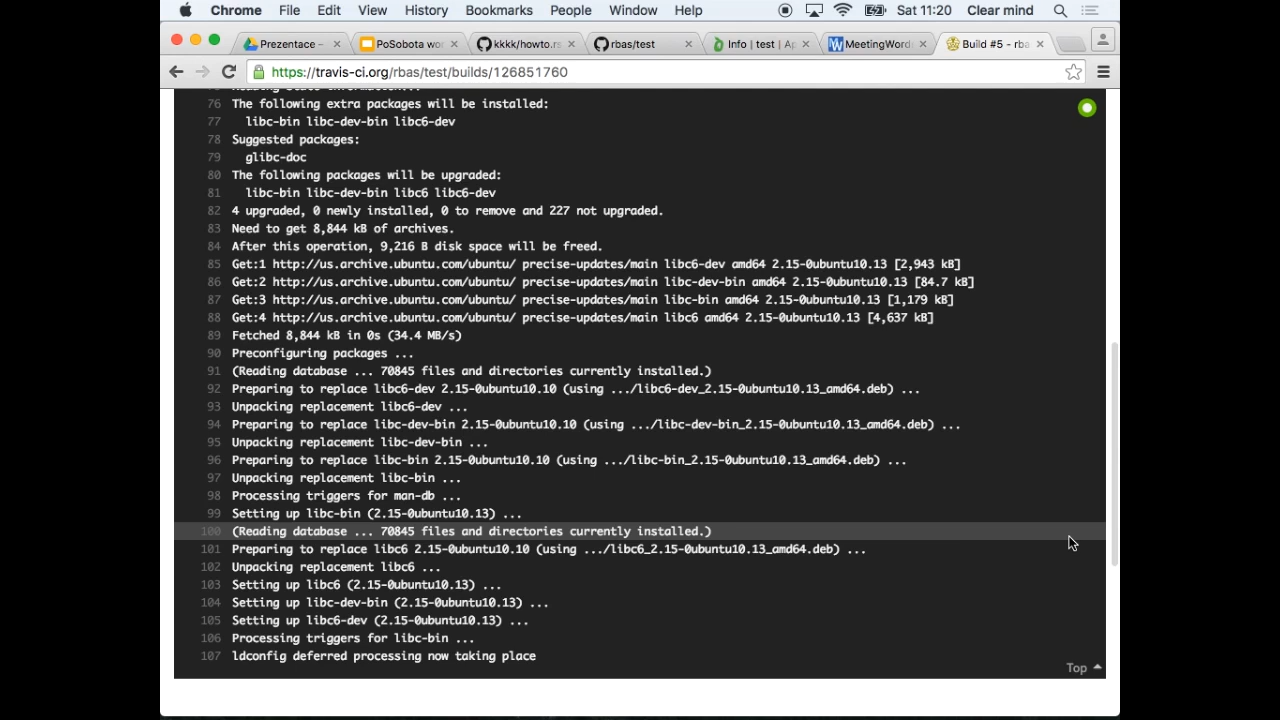 Chrome File Edit View History Bookmarks People Window Help Sat 11:20 Clear mind
Prezentace – PoSobota wo kkkk/howto.rs rbas/test Info | test | Ap MeetingWord Build #5 - rba
https://travis-ci.org/rbas/test/builds/126851760
76 The following extra packages will be installed:
77 libc-bin libc-dev-bin libc6-dev
78 Suggested packages:
79 glibc-doc
80 The following packages will be upgraded:
81 libc-bin libc-dev-bin libc6 libc6-dev
82 4 upgraded, 0 newly installed, 0 to remove and 227 not upgraded.
83 Need to get 8,844 kB of archives.
84 After this operation, 9,216 B disk space will be freed.
85 Get:1 http://us.archive.ubuntu.com/ubuntu/ precise-updates/main libc6-dev amd64 2.15-0ubuntu10.13 [2,943 kB]
86 Get:2 http://us.archive.ubuntu.com/ubuntu/ precise-updates/main libc-dev-bin amd64 2.15-0ubuntu10.13 [84.7 kB]
87 Get:3 http://us.archive.ubuntu.com/ubuntu/ precise-updates/main libc-bin amd64 2.15-0ubuntu10.13 [1,179 kB]
88 Get:4 http://us.archive.ubuntu.com/ubuntu/ precise-updates/main libc6 amd64 2.15-0ubuntu10.13 [4,637 kB]
89 Fetched 8,844 kB in 0s (34.4 MB/s)
90 Preconfiguring packages ...
91 (Reading database ... 70845 files and directories currently installed.)
92 Preparing to replace libc6-dev 2.15-0ubuntu10.10 (using .../libc6-dev_2.15-0ubuntu10.13_amd64.deb) ...
93 Unpacking replacement libc6-dev ...
94 Preparing to replace libc-dev-bin 2.15-0ubuntu10.10 (using .../libc-dev-bin_2.15-0ubuntu10.13_amd64.deb) ...
95 Unpacking replacement libc-dev-bin ...
96 Preparing to replace libc-bin 2.15-0ubuntu10.10 (using .../libc-bin_2.15-0ubuntu10.13_amd64.deb) ...
97 Unpacking replacement libc-bin ...
98 Processing triggers for man-db ...
99 Setting up libc-bin (2.15-0ubuntu10.13) ...
100 (Reading database ... 70845 files and directories currently installed.)
101 Preparing to replace libc6 2.15-0ubuntu10.10 (using .../libc6_2.15-0ubuntu10.13_amd64.deb) ...
102 Unpacking replacement libc6 ...
103 Setting up libc6 (2.15-0ubuntu10.13) ...
104 Setting up libc-dev-bin (2.15-0ubuntu10.13) ...
105 Setting up libc6-dev (2.15-0ubuntu10.13) ...
106 Processing triggers for libc-bin ...
107 ldconfig deferred processing now taking place
Top